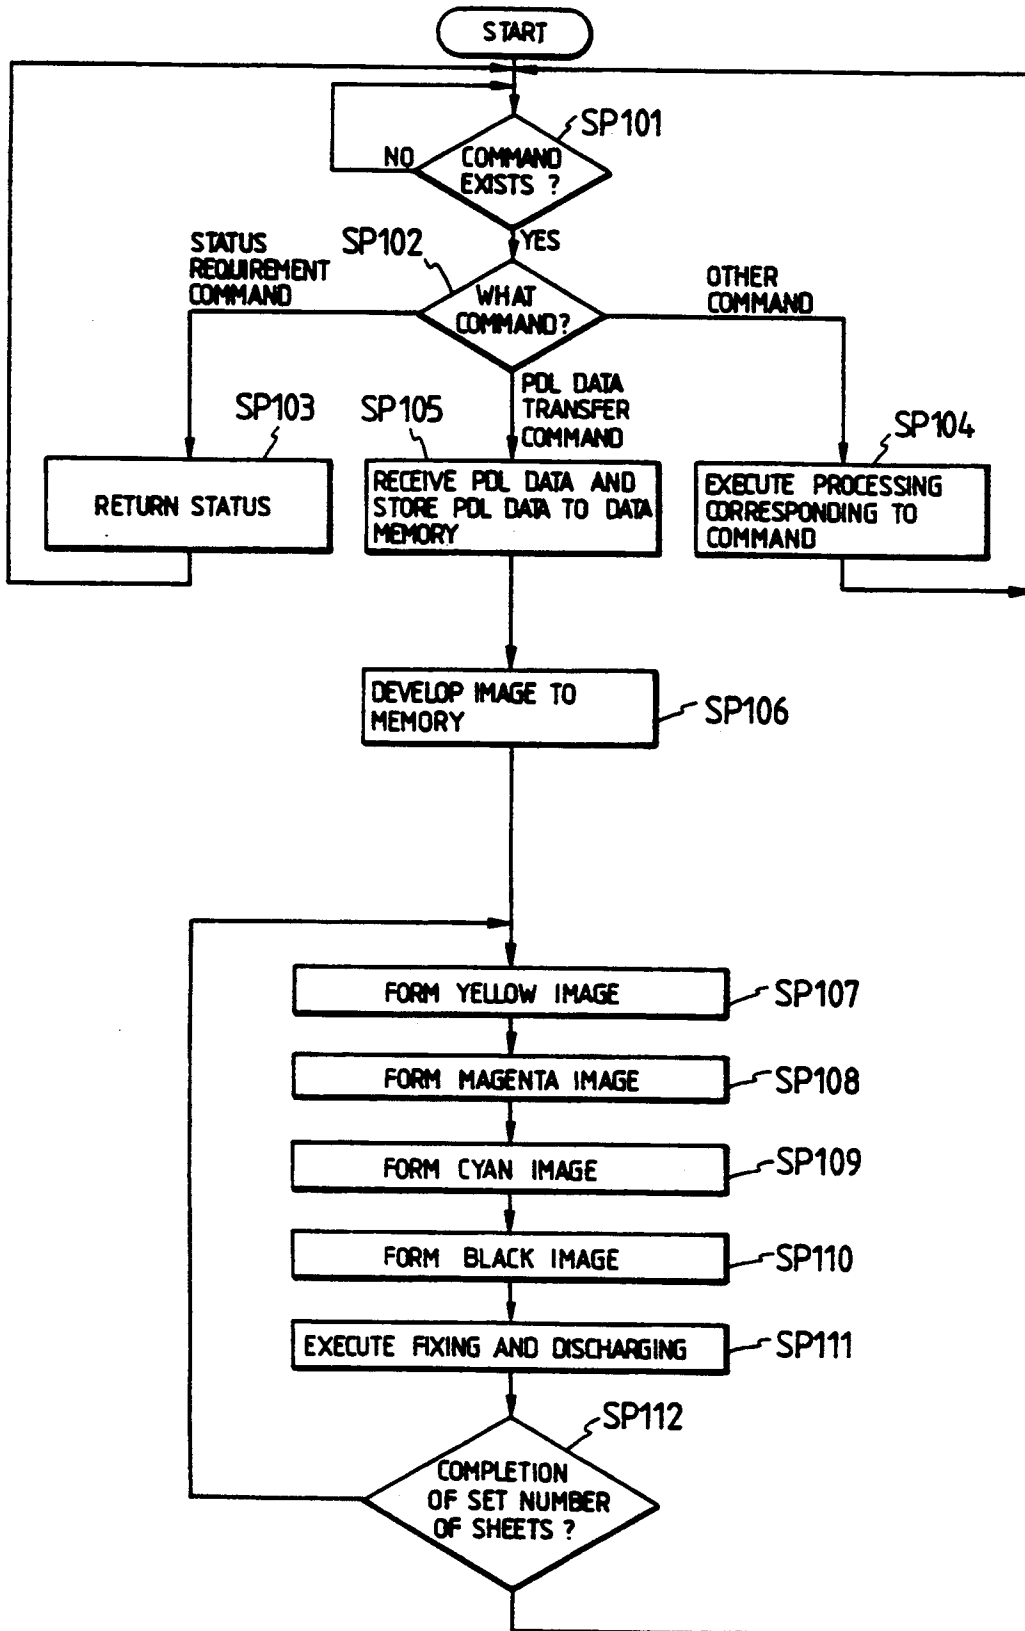 START
SP101
NO
COMMAND
EXISTS ?
YES
SP102
STATUS
REQUIREMENT
COMMAND
WHAT
COMMAND?
OTHER
COMMAND
PDL DATA
TRANSFER
COMMAND
SP103
SP105
SP104
RETURN STATUS
RECEIVE PDL DATA AND
STORE PDL DATA TO DATA
MEMORY
EXECUTE PROCESSING
CORRESPONDING TO
COMMAND
DEVELOP IMAGE TO
MEMORY
SP106
FORM YELLOW IMAGE
SP107
FORM MAGENTA IMAGE
SP108
FORM CYAN IMAGE
SP109
FORM BLACK IMAGE
SP110
EXECUTE FIXING AND DISCHARGING
SP111
SP112
COMPLETION
OF SET NUMBER
OF SHEETS ?